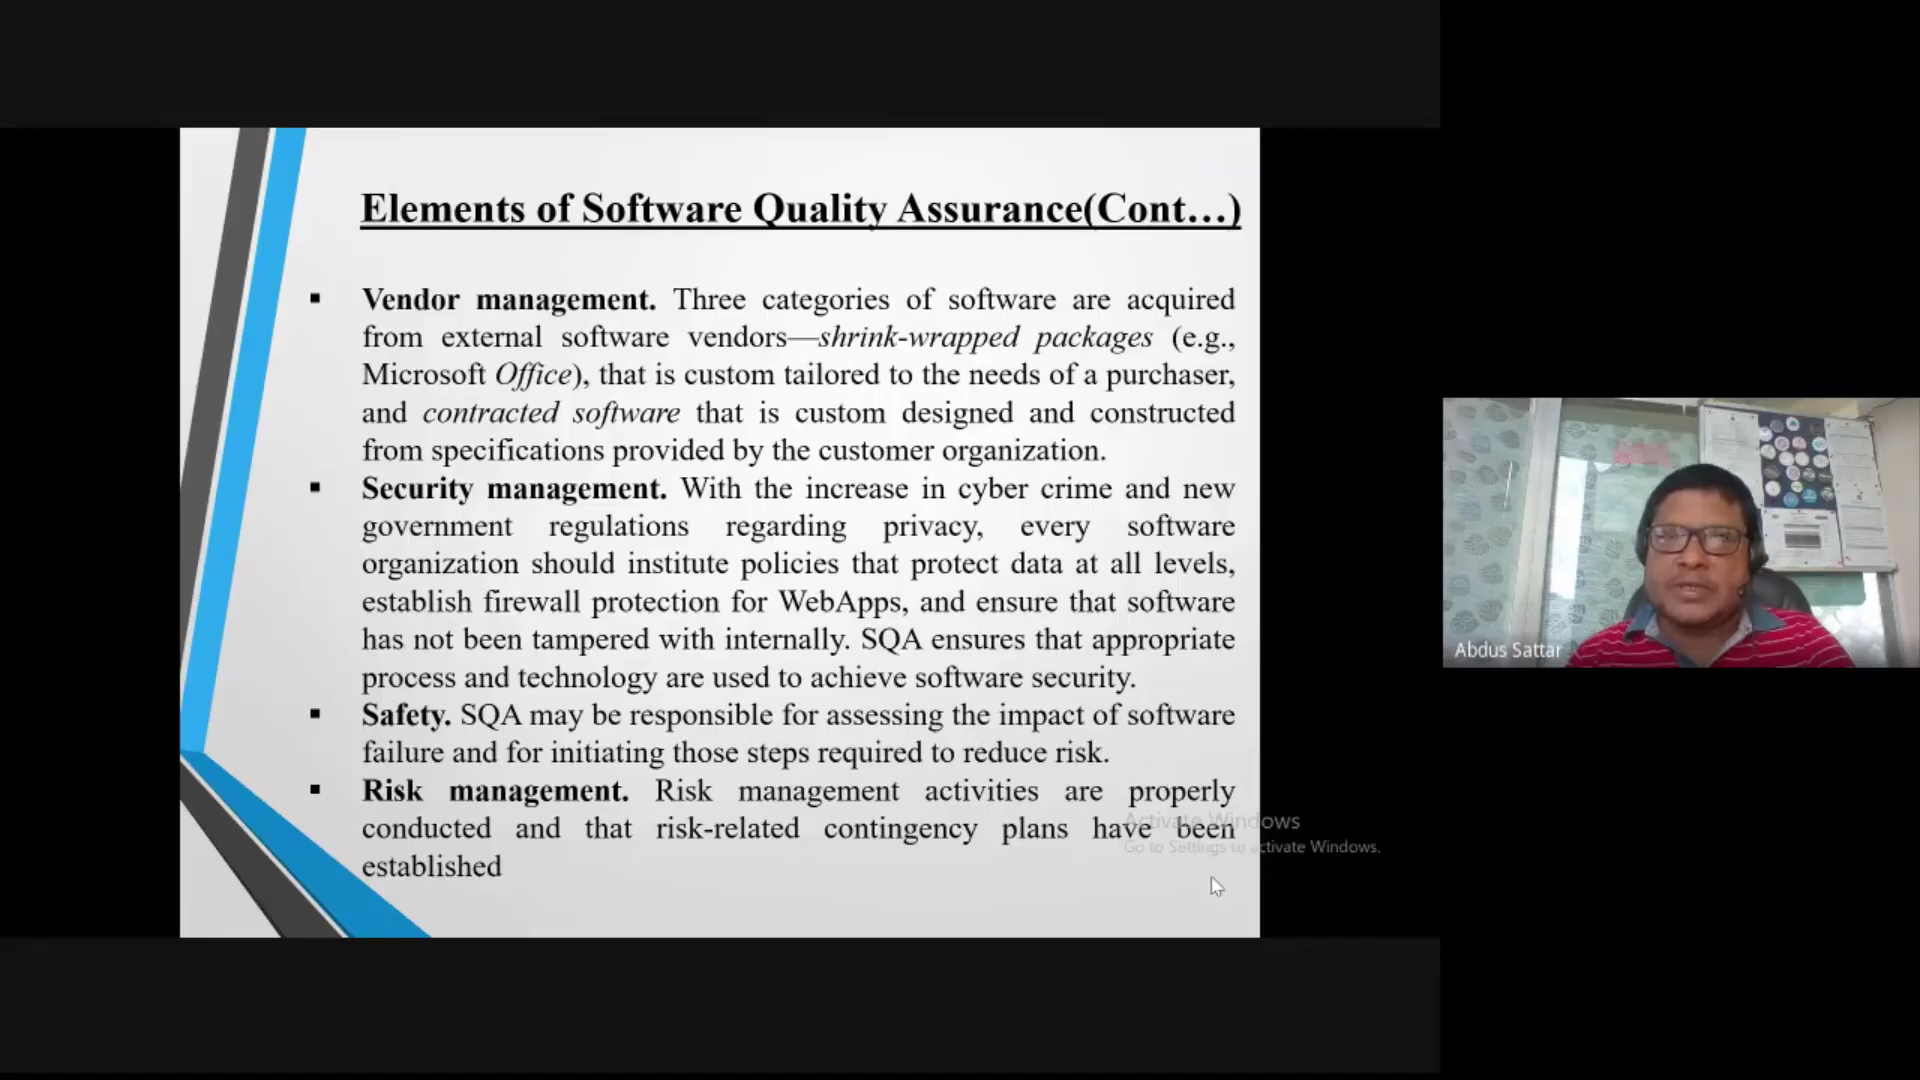 Elements of Software Quality Assurance(Cont…)
▪ Vendor management. Three categories of software are acquired
from external software vendors—shrink-wrapped packages (e.g.,
Microsoft Office), that is custom tailored to the needs of a purchaser,
and contracted software that is custom designed and constructed
from specifications provided by the customer organization.
▪ Security management. With the increase in cyber crime and new
government regulations regarding privacy, every software
organization should institute policies that protect data at all levels,
establish firewall protection for WebApps, and ensure that software
has not been tampered with internally. SQA ensures that appropriate
process and technology are used to achieve software security.
▪ Safety. SQA may be responsible for assessing the impact of software
failure and for initiating those steps required to reduce risk.
▪ Risk management. Risk management activities are properly
conducted and that risk-related contingency plans have been
established
Activate Windows
Go to Settings to activate Windows.
Abdus Sattar